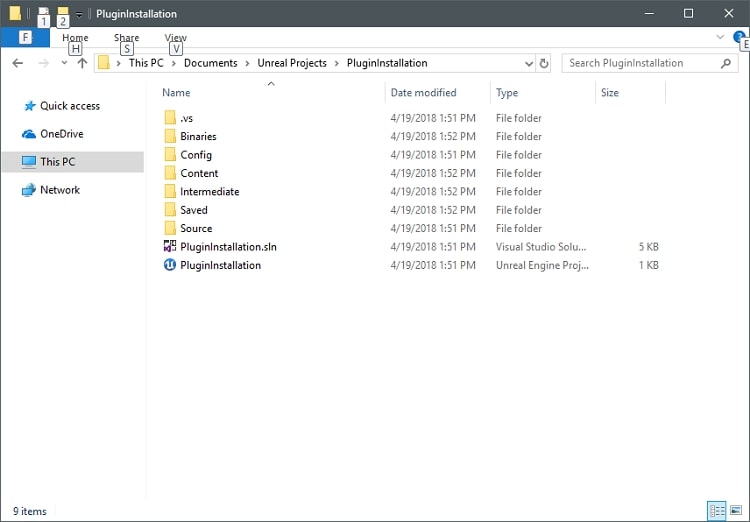 1 2 PluginInstallation
F Home Share View E
H S V
This PC Documents Unreal Projects PluginInstallation Search PluginInstallation
Name Date modified Type Size
Quick access
OneDrive
This PC
Network
.vs 4/19/2018 1:51 PM File folder
Binaries 4/19/2018 1:52 PM File folder
Config 4/19/2018 1:51 PM File folder
Content 4/19/2018 1:52 PM File folder
Intermediate 4/19/2018 1:52 PM File folder
Saved 4/19/2018 1:52 PM File folder
Source 4/19/2018 1:51 PM File folder
PluginInstallation.sln 4/19/2018 1:51 PM Visual Studio Solu... 5 KB
PluginInstallation 4/19/2018 1:51 PM Unreal Engine Proj... 1 KB
9 items